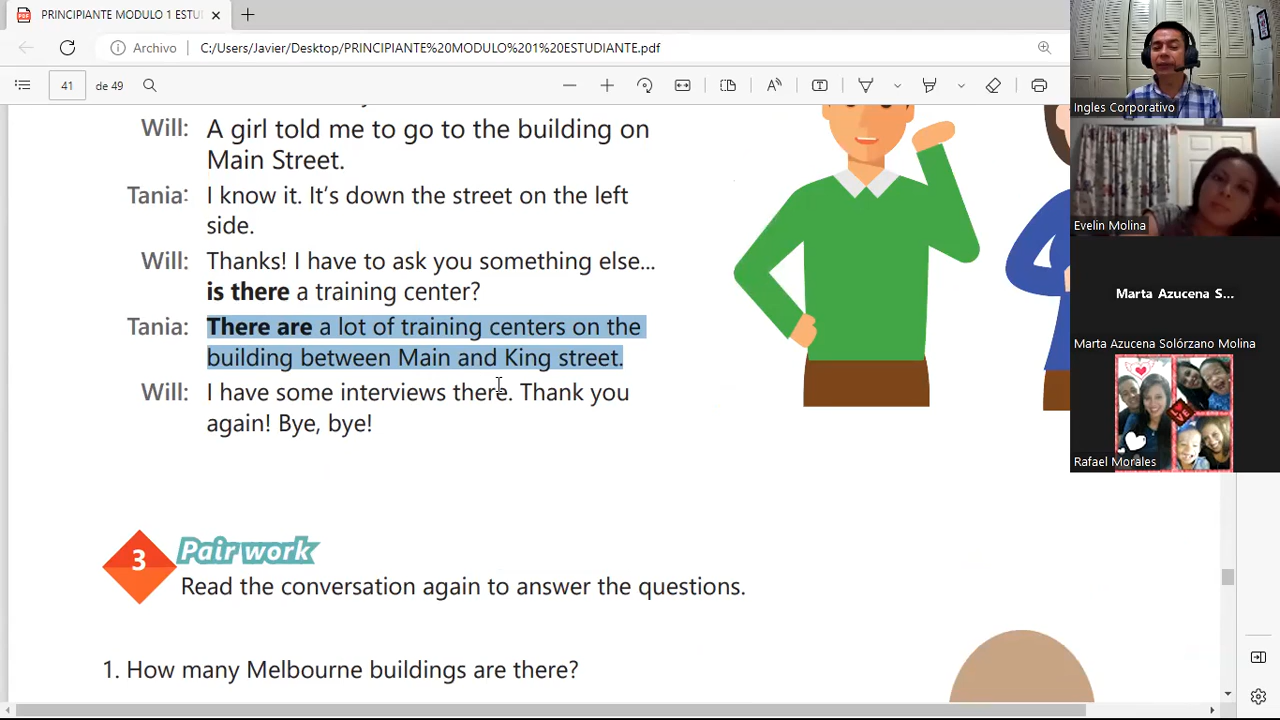 PRINCIPIANTE MODULO 1 ESTU
Archivo
C:/Users/Javier/Desktop/PRINCIPIANTE%20MODULO%201%20ESTUDIANTE.pdf
41 de 49
Will: A girl told me to go to the building on
Main Street.
Tania: I know it. It's down the street on the left
side.
Will: Thanks! I have to ask you something else...
is there a training center?
Tania: There are a lot of training centers on the
building between Main and King street.
Will: I have some interviews there. Thank you
again! Bye, bye!
3 Pair work
Read the conversation again to answer the questions.
1. How many Melbourne buildings are there?
Ingles Corporativo
Evelin Molina
Marta Azucena S...
Marta Azucena Solórzano Molina
Rafael Morales